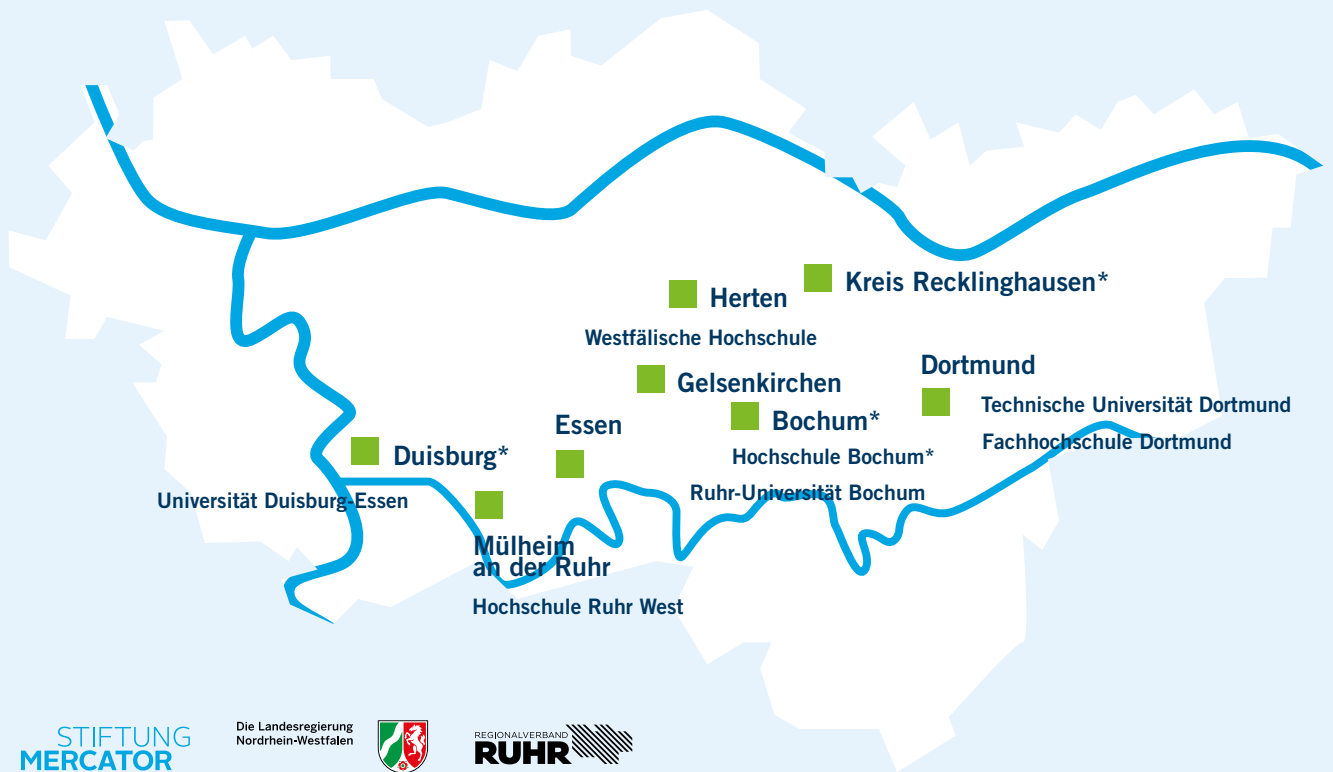 Kreis Recklinghausen*
Herten
Westfälische Hochschule
Dortmund
Gelsenkirchen
Technische Universität Dortmund
Bochum*
Essen
Fachhochschule Dortmund
Duisburg*
Hochschule Bochum*
Ruhr-Universität Bochum
Universität Duisburg-Essen
Mülheim
an der Ruhr
Hochschule Ruhr West
STIFTUNG
MERCATOR
Die Landesregierung
Nordrhein-Westfalen
REGIONALVERBAND
RUHR